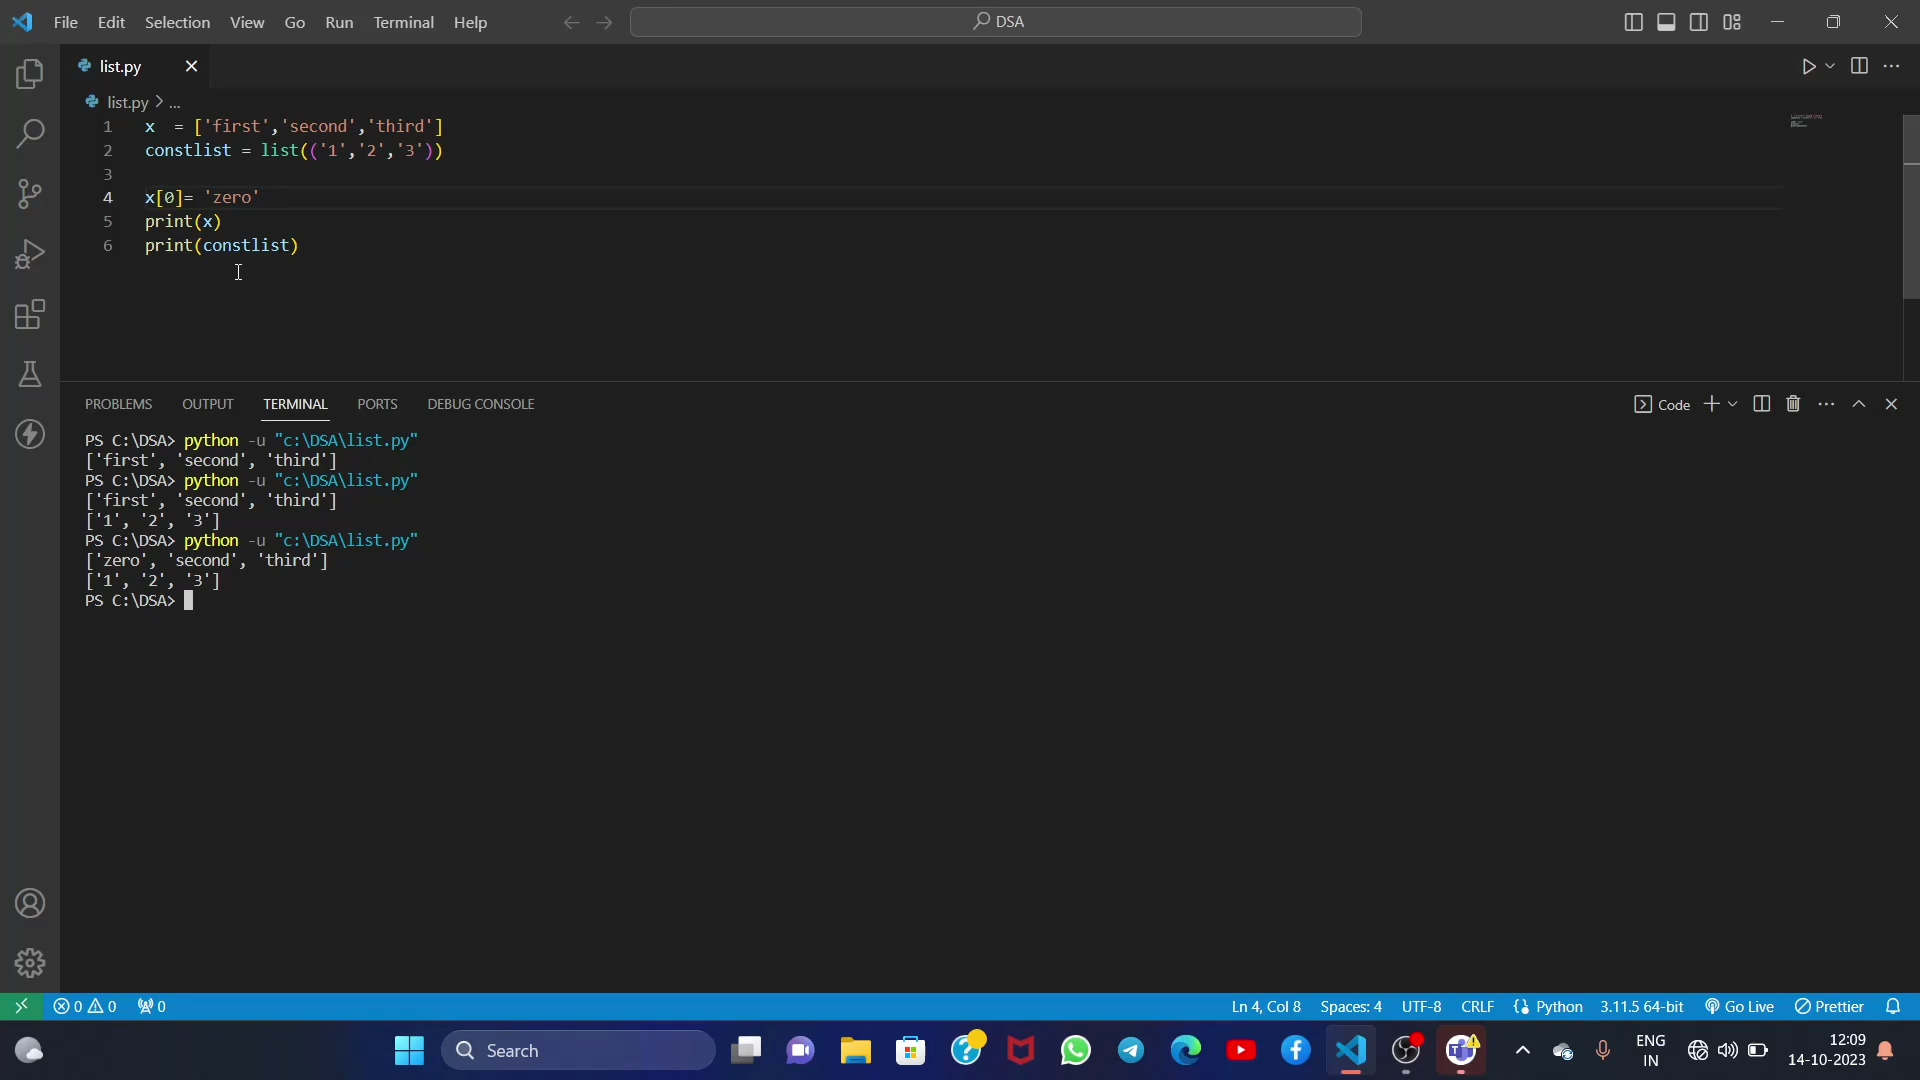 File Edit Selection View Go Run Terminal Help DSA
list.py
list.py > ...
1 x  = ['first','second','third']
2 constlist = list(('1','2','3'))
3
4 x[0]= 'zero'
5 print(x)
6 print(constlist)
PROBLEMS OUTPUT TERMINAL PORTS DEBUG CONSOLE Code
PS C:\DSA> python -u "c:\DSA\list.py"
['first', 'second', 'third']
PS C:\DSA> python -u "c:\DSA\list.py"
['first', 'second', 'third']
['1', '2', '3']
PS C:\DSA> python -u "c:\DSA\list.py"
['zero', 'second', 'third']
['1', '2', '3']
PS C:\DSA>
0 0 0 Ln 4, Col 8 Spaces: 4 UTF-8 CRLF Python 3.11.5 64-bit Go Live Prettier
Search
ENG
IN
12:09
14-10-2023